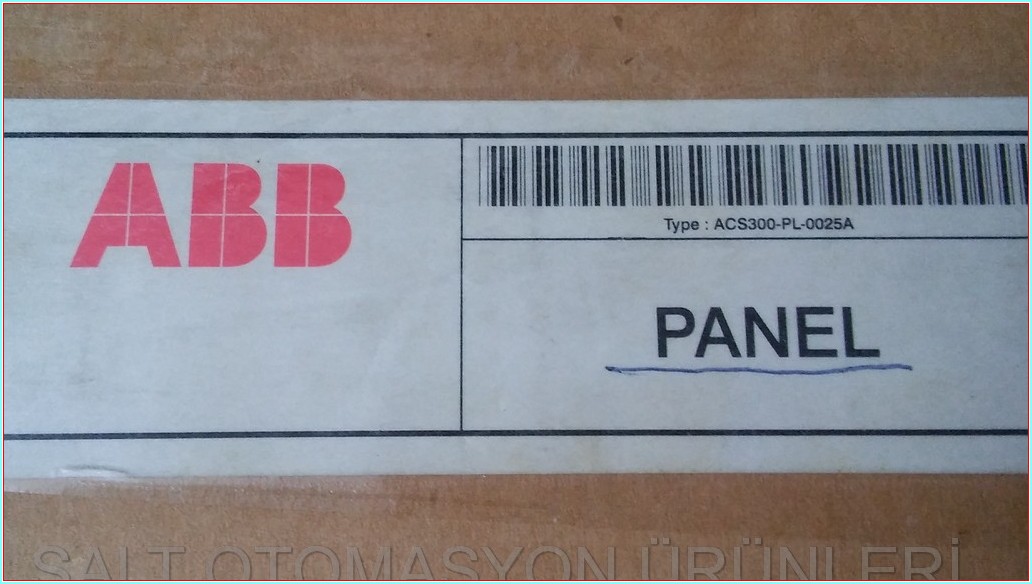 ABB
Type : ACS300-PL-0025A
PANEL
SALT OTOMASYON ÜRÜNLERİ